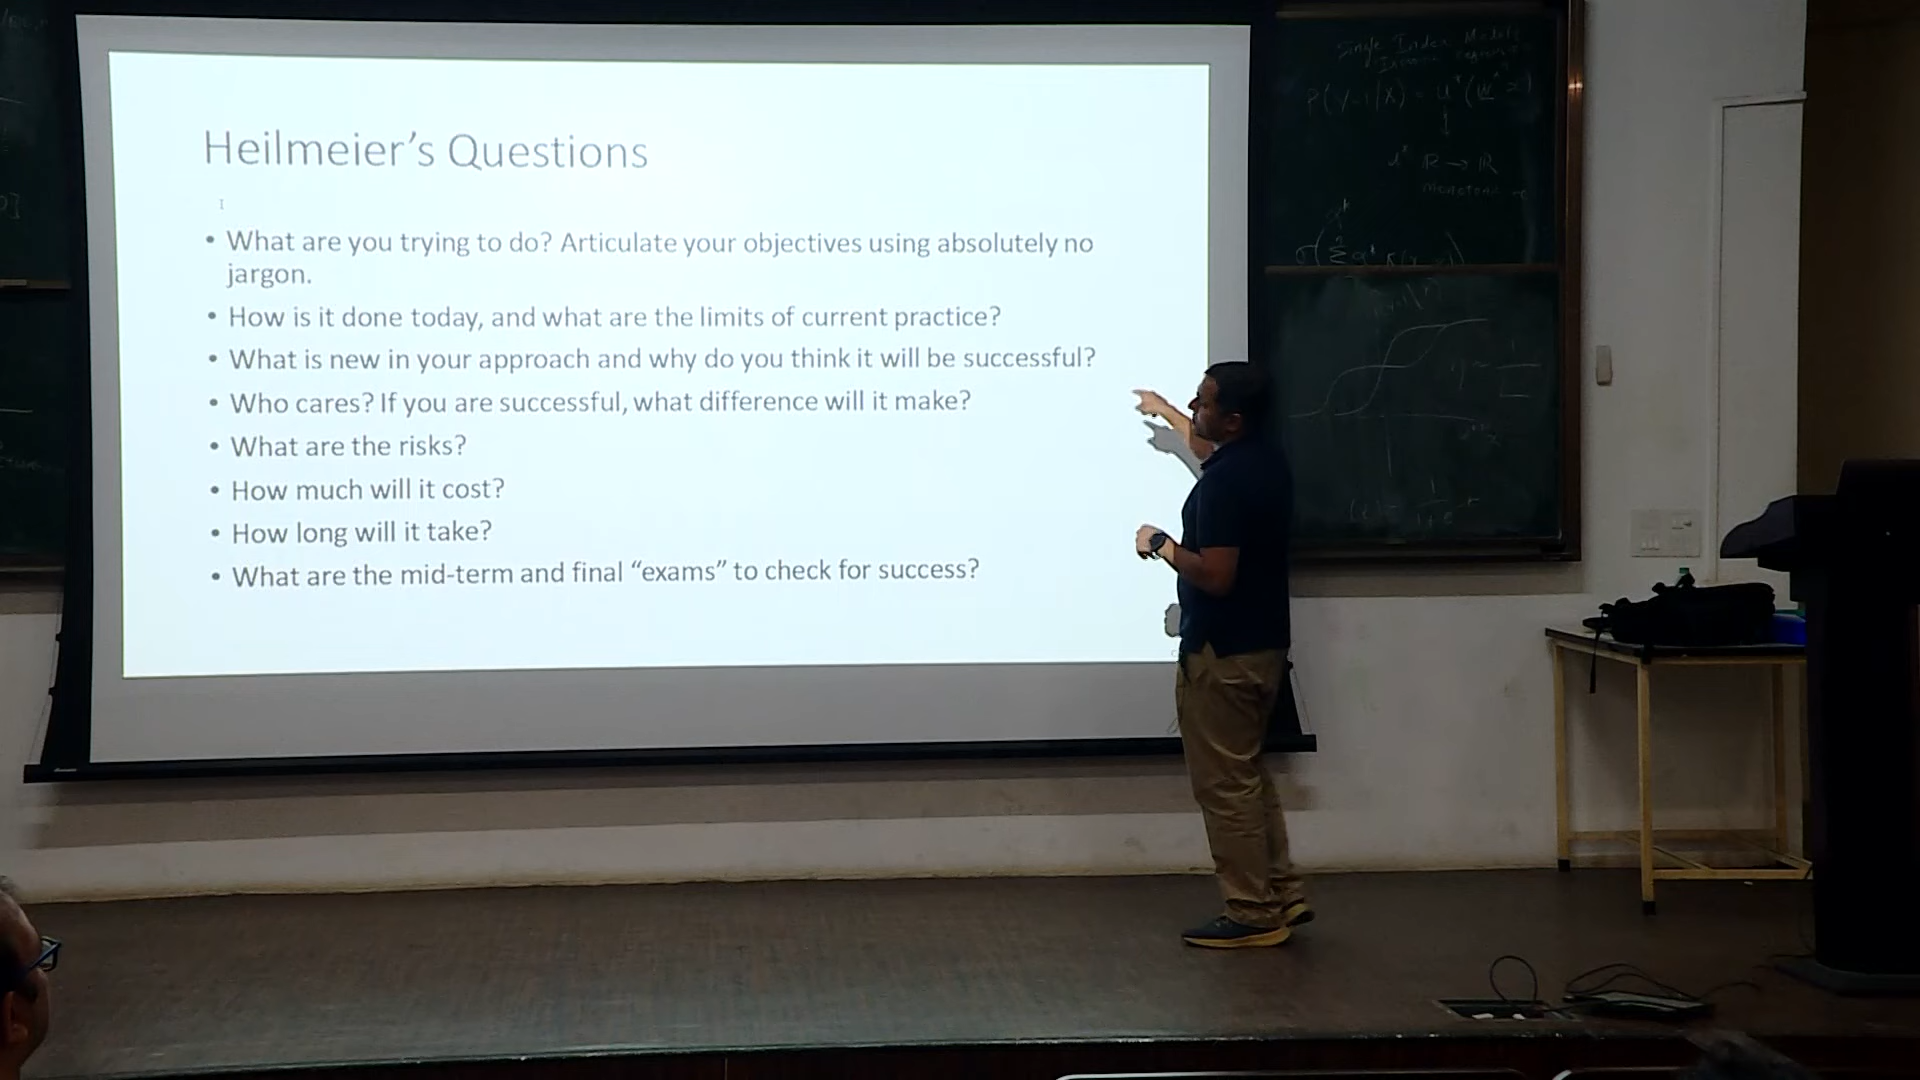 Heilmeier’s Questions
• What are you trying to do? Articulate your objectives using absolutely no
jargon.
• How is it done today, and what are the limits of current practice?
• What is new in your approach and why do you think it will be successful?
• Who cares? If you are successful, what difference will it make?
• What are the risks?
• How much will it cost?
• How long will it take?
• What are the mid-term and final “exams” to check for success?
Single Index Models